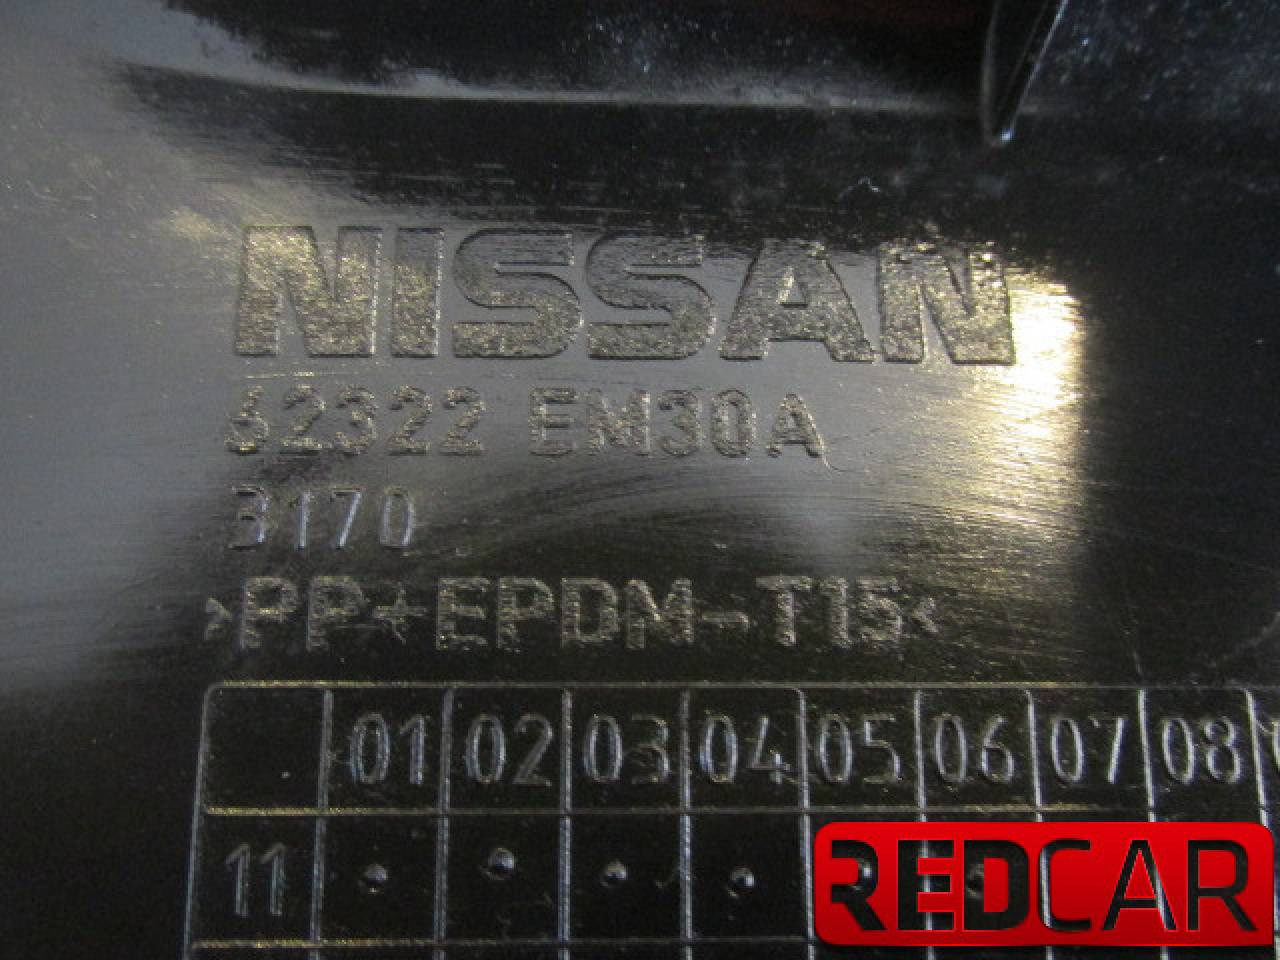 NISSAN
62322 EM30A
3170
>PP+EPDM-T15<
01 02 03 04 05 06 07 08
11
REDCAR